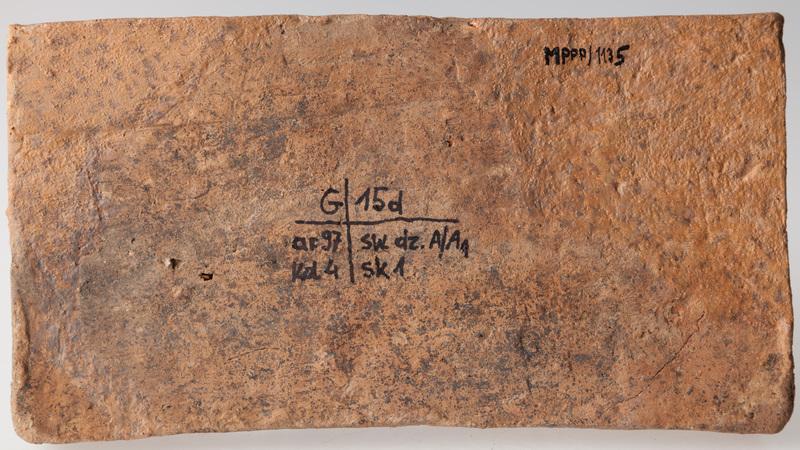 MPPP/1135
G 15d
ar 97 sw dz. A/A1
kd 4 sk 1